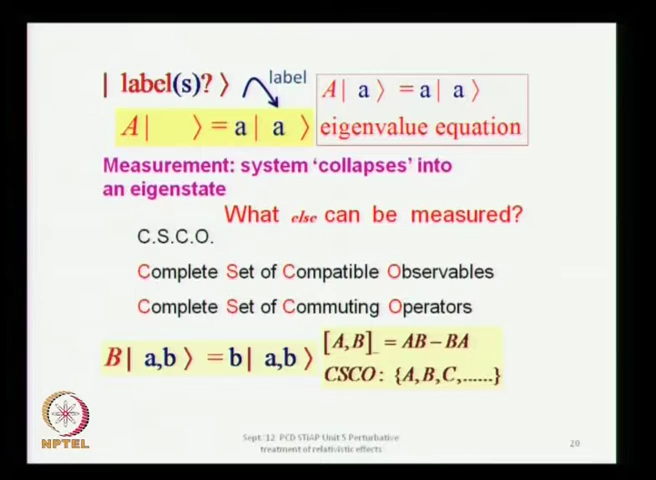 | label(s)? ⟩ label
A| ⟩ = a| a ⟩
A| a ⟩ = a| a ⟩
eigenvalue equation
Measurement: system 'collapses' into
an eigenstate
What else can be measured?
C.S.C.O.
Complete Set of Compatible Observables
Complete Set of Commuting Operators
B| a,b ⟩ = b| a,b ⟩
[A,B]_ = AB – BA
CSCO: {A,B,C,......}
NPTEL
Sept. '12 PCD STiAP Unit 5 Perturbative
treatment of relativistic effects
20